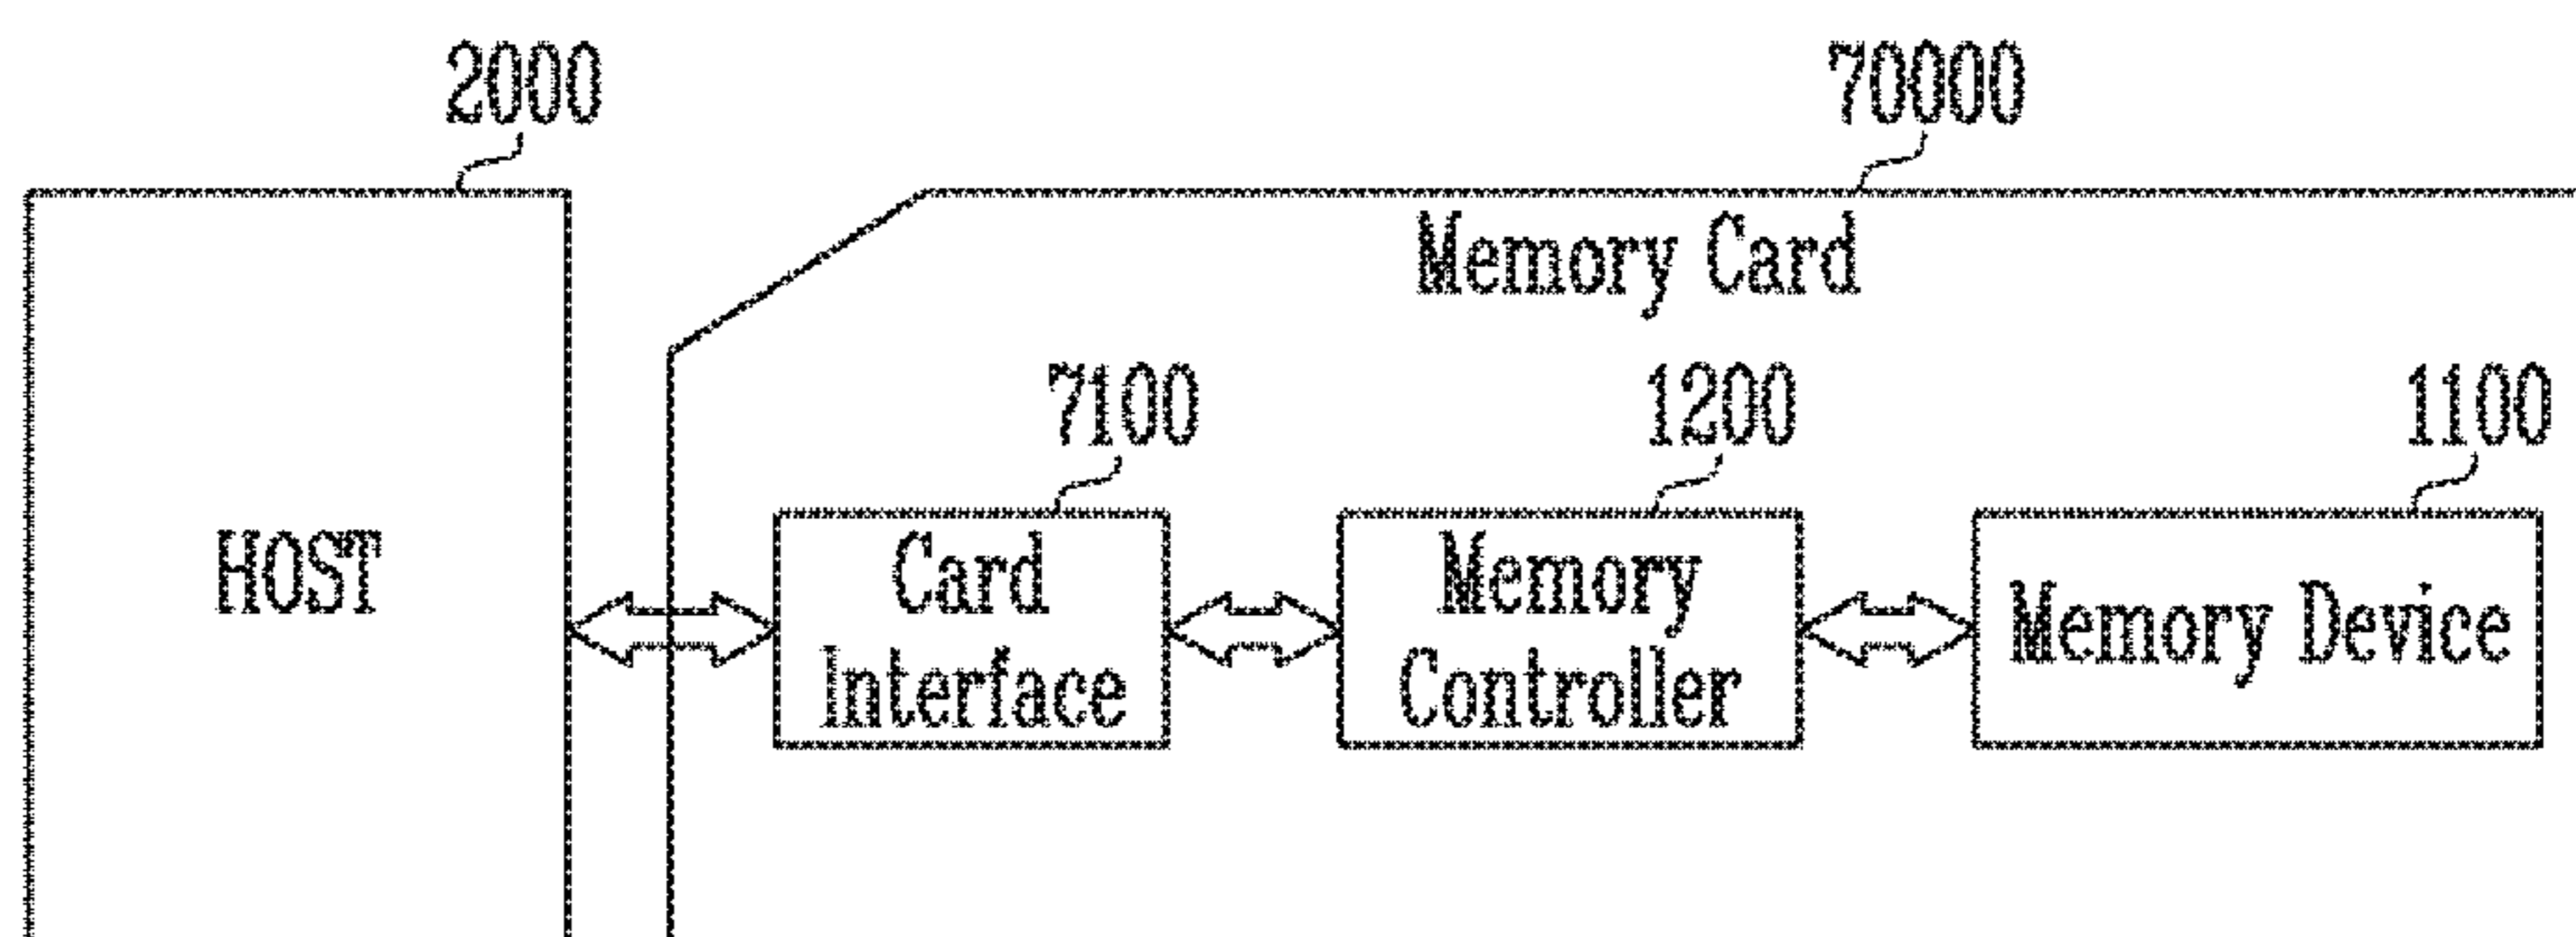 2000
70000
Memory Card
7100
1200
1100
HOST
Card
Interface
Memory
Controller
Memory Device